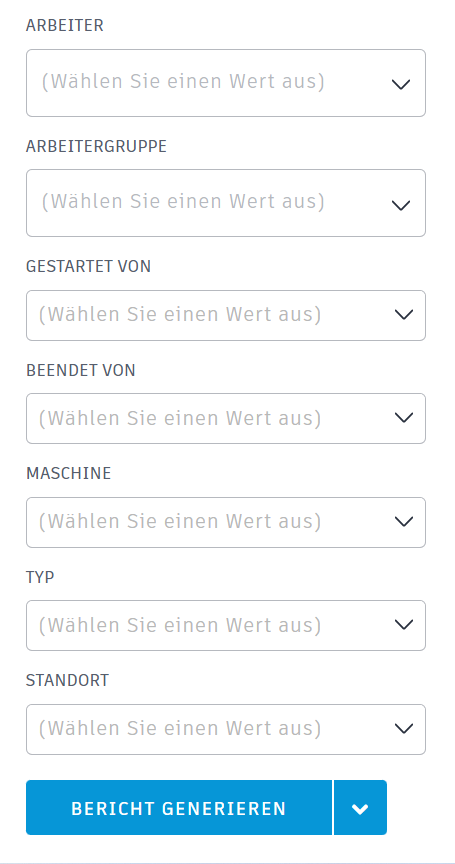 ARBEITER
(Wählen Sie einen Wert aus)
ARBEITERGRUPPE
(Wählen Sie einen Wert aus)
GESTARTET VON
(Wählen Sie einen Wert aus)
BEENDET VON
(Wählen Sie einen Wert aus)
MASCHINE
(Wählen Sie einen Wert aus)
TYP
(Wählen Sie einen Wert aus)
STANDORT
(Wählen Sie einen Wert aus)
BERICHT GENERIEREN